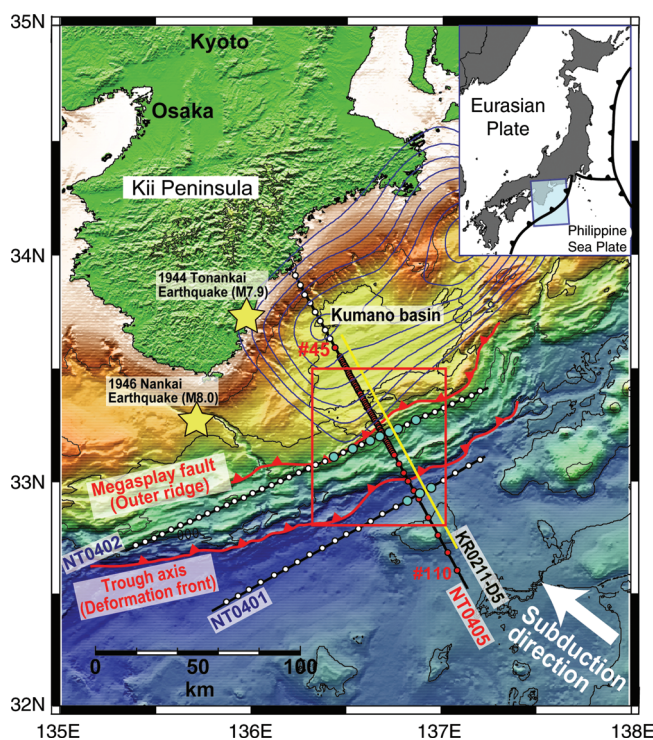 35N
34N
33N
32N
135E
136E
137E
138E
Kyoto
Osaka
Kii Peninsula
1944 Tonankai
Earthquake (M7.9)
Kumano basin
#45
1946 Nankai
Earthquake (M8.0)
Megasplay fault
(Outer ridge)
NT0402
Trough axis
(Deformation front)
NT0401
#110
KR0211-D5
NT0405
Subduction
direction
0
50
100
km
Eurasian
Plate
Philippine
Sea Plate